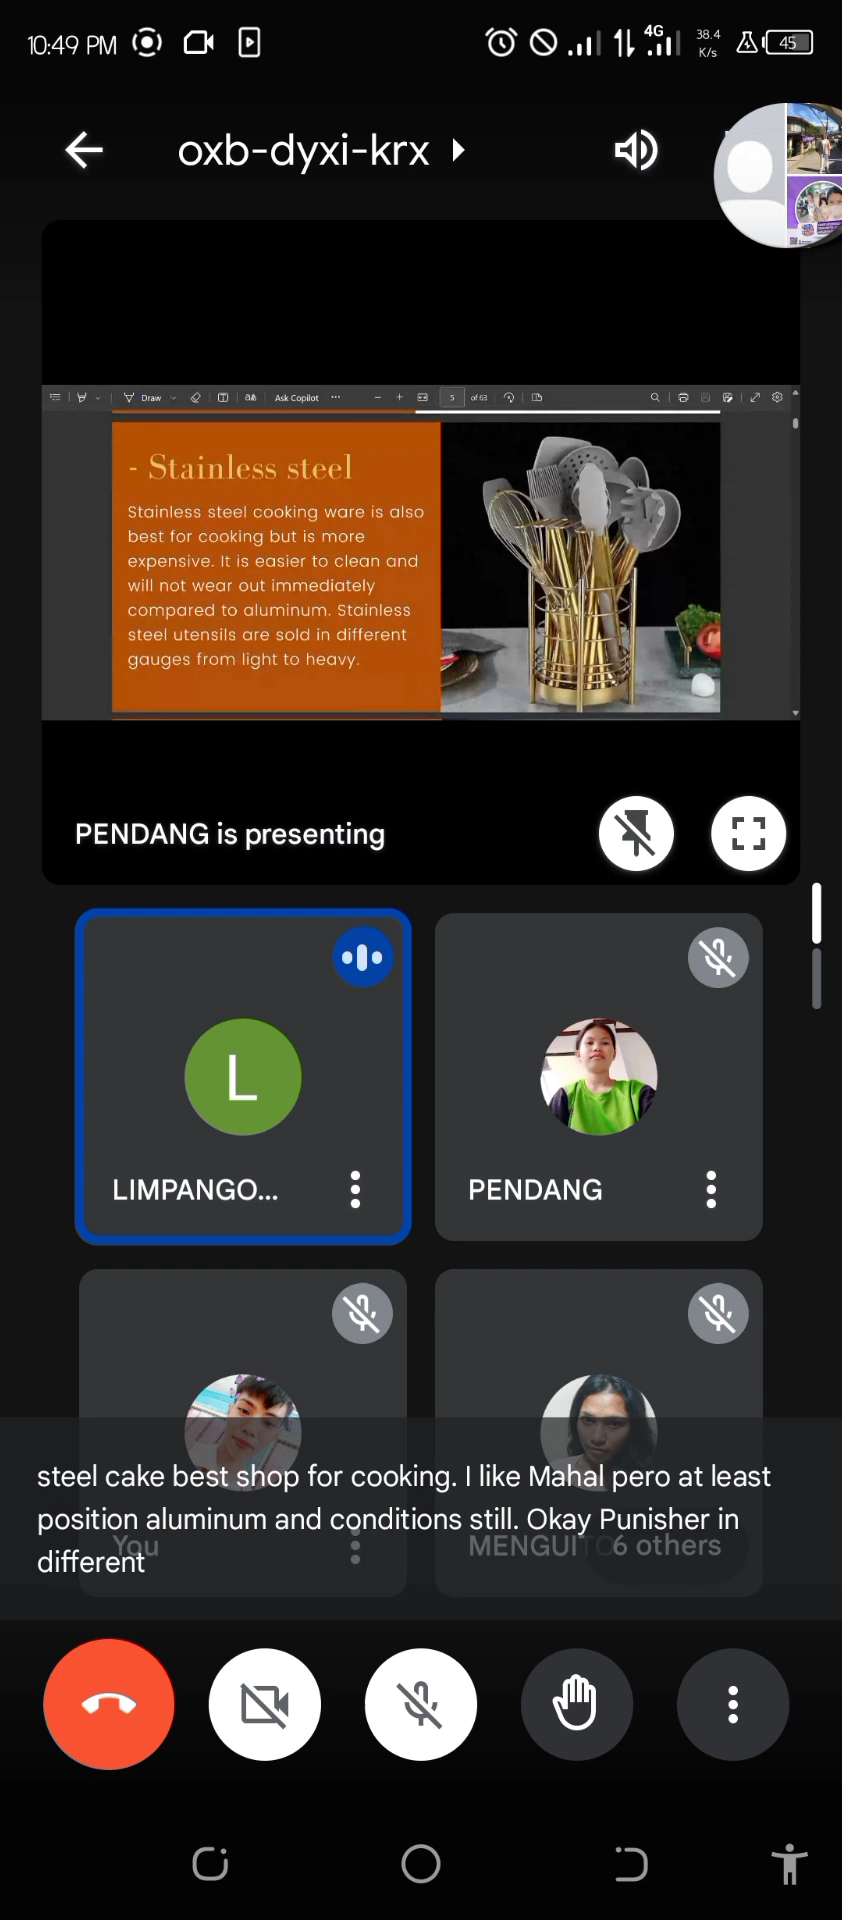 10:49 PM 4G 38.4 K/s 45
oxb-dyxi-krx
Draw Ask Copilot 5 of 63
- Stainless steel
Stainless steel cooking ware is also
best for cooking but is more
expensive. It is easier to clean and
will not wear out immediately
compared to aluminum. Stainless
steel utensils are sold in different
gauges from light to heavy.
PENDANG is presenting
L
LIMPANGO...
PENDANG
steel cake best shop for cooking. I like Mahal pero at least
position aluminum and conditions still. Okay Punisher in
different
You
MENGUITO
6 others